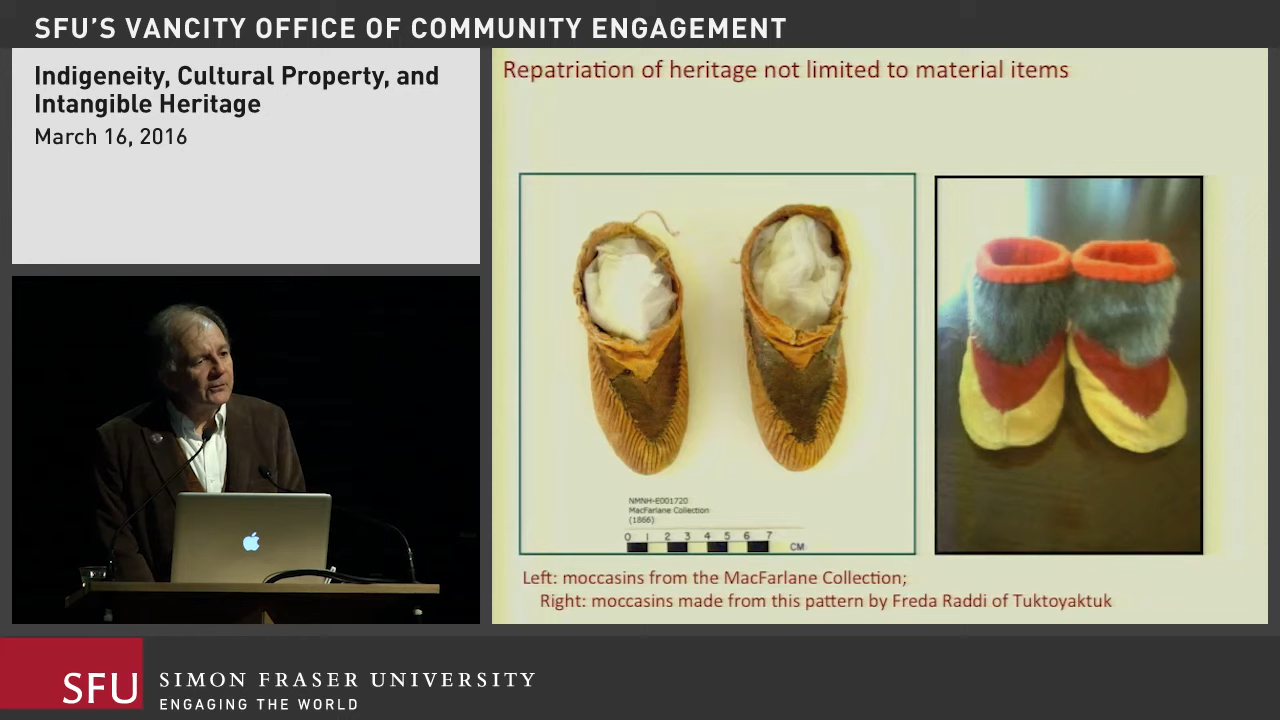 SFU'S VANCITY OFFICE OF COMMUNITY ENGAGEMENT
Indigeneity, Cultural Property, and
Intangible Heritage
March 16, 2016
Repatriation of heritage not limited to material items
NMNH-E001720
MacFarlane Collection
(1866)
0 1 2 3 4 5 6 7
CM
Left: moccasins from the MacFarlane Collection;
Right: moccasins made from this pattern by Freda Raddi of Tuktoyaktuk
SFU
SIMON FRASER UNIVERSITY
ENGAGING THE WORLD